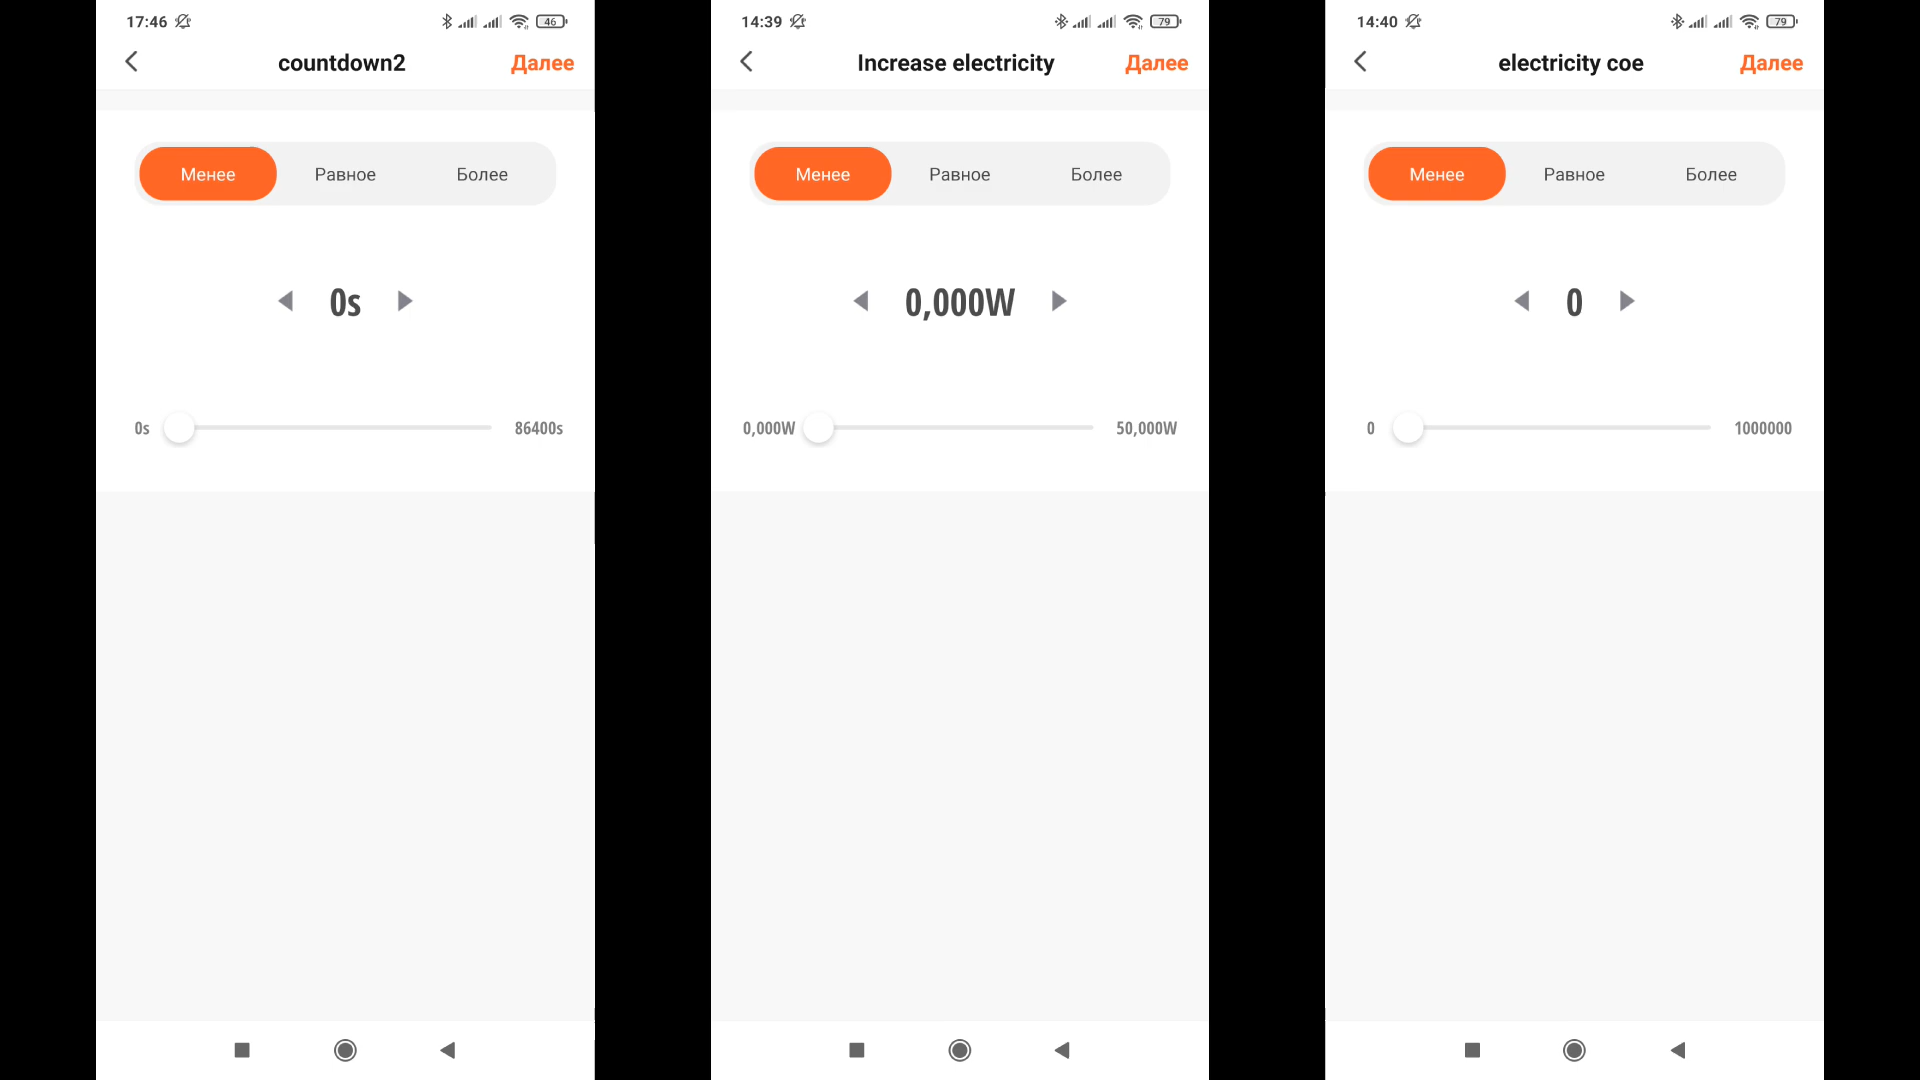 17:46
46
countdown2
Далее
Менее
Равное
Более
0s
0s
86400s
14:39
79
Increase electricity
Далее
Менее
Равное
Более
0,000W
0,000W
50,000W
14:40
79
electricity coe
Далее
Менее
Равное
Более
0
0
1000000